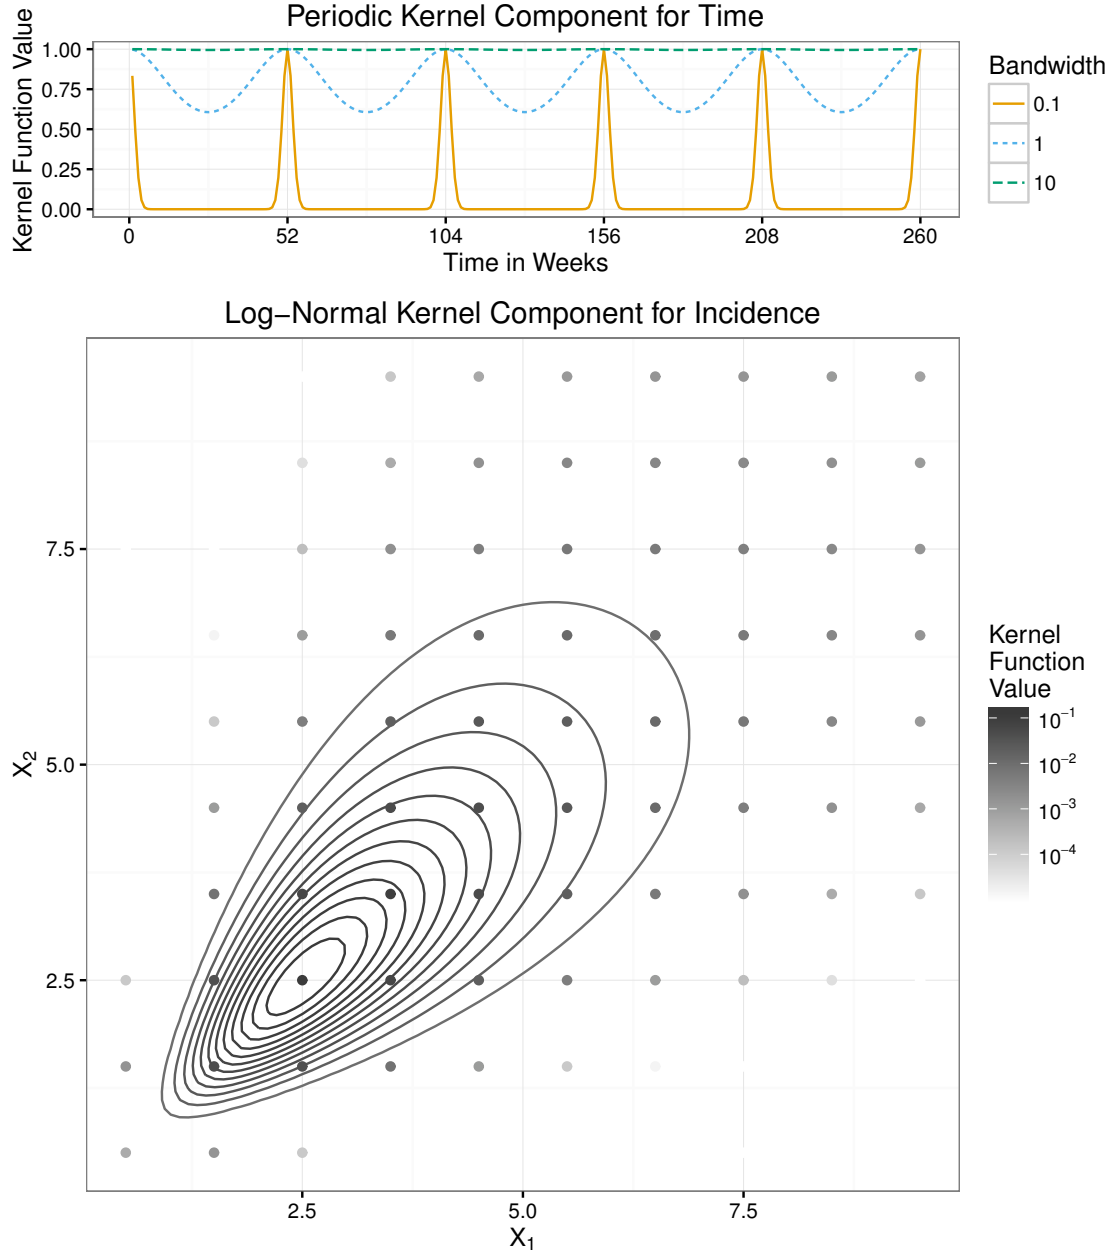 Periodic Kernel Component for Time
Kernel Function Value
1.00
0.75
0.50
0.25
0.00
0 52 104 156 208 260
Time in Weeks
Bandwidth
0.1
1
10
Log−Normal Kernel Component for Incidence
X₂
7.5
5.0
2.5
2.5 5.0 7.5
X₁
Kernel
Function
Value
10⁻¹
10⁻²
10⁻³
10⁻⁴